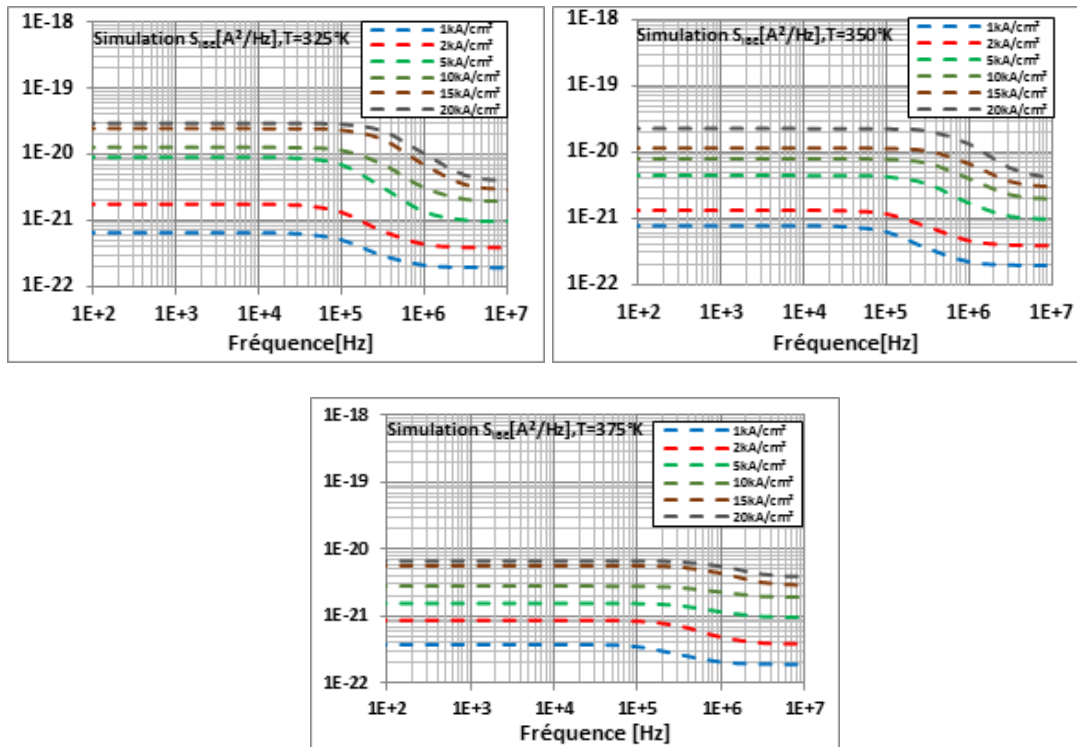 Simulation SIBE[A²/Hz],T=325°K
1kA/cm²
2kA/cm²
5kA/cm²
10kA/cm²
15kA/cm²
20kA/cm²
1E-18
1E-19
1E-20
1E-21
1E-22
1E+2 1E+3 1E+4 1E+5 1E+6 1E+7
Fréquence[Hz]
Simulation SIBE[A²/Hz],T=350°K
1kA/cm²
2kA/cm²
5kA/cm²
10kA/cm²
15kA/cm²
20kA/cm²
1E-18
1E-19
1E-20
1E-21
1E-22
1E+2 1E+3 1E+4 1E+5 1E+6 1E+7
Fréquence[Hz]
Simulation SIBE[A²/Hz],T=375°K
1kA/cm²
2kA/cm²
5kA/cm²
10kA/cm²
15kA/cm²
20kA/cm²
1E-18
1E-19
1E-20
1E-21
1E-22
1E+2 1E+3 1E+4 1E+5 1E+6 1E+7
Fréquence [Hz]